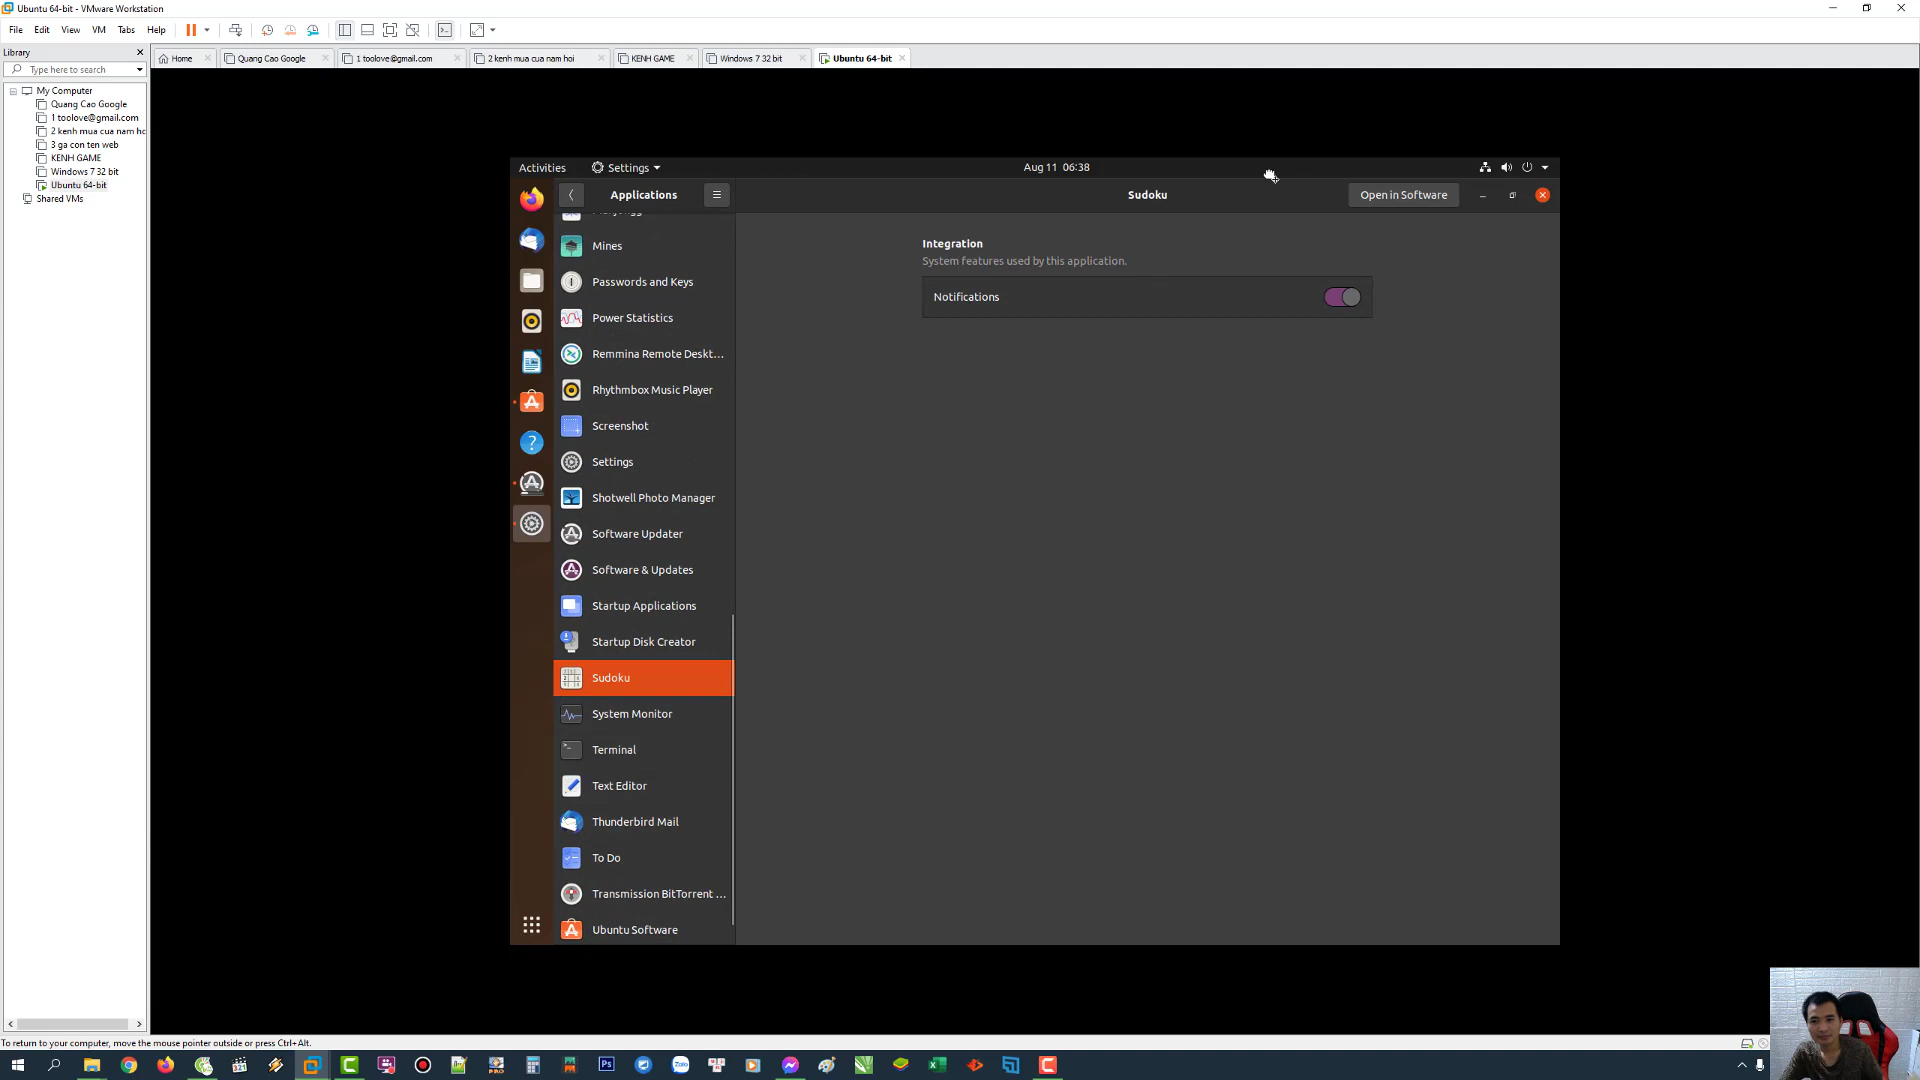 Ubuntu 64-bit - VMware Workstation
File Edit View VM Tabs Help
Library
Type here to search
My Computer
Quang Cao Google
1 toolove@gmail.com
2 kenh mua cua nam ho
3 ga con ten web
KENH GAME
Windows 7 32 bit
Ubuntu 64-bit
Shared VMs
Home
Quang Cao Google
1 toolove@gmail.com
2 kenh mua cua nam hoi
KENH GAME
Windows 7 32 bit
Ubuntu 64-bit
Activities
Settings
Aug 11 06:38
Applications
Sudoku
Open in Software
Mines
Passwords and Keys
Power Statistics
Remmina Remote Deskt...
Rhythmbox Music Player
Screenshot
Settings
Shotwell Photo Manager
Software Updater
Software & Updates
Startup Applications
Startup Disk Creator
Sudoku
System Monitor
Terminal
Text Editor
Thunderbird Mail
To Do
Transmission BitTorrent ...
Ubuntu Software
Integration
System features used by this application.
Notifications
To return to your computer, move the mouse pointer outside or press Ctrl+Alt.